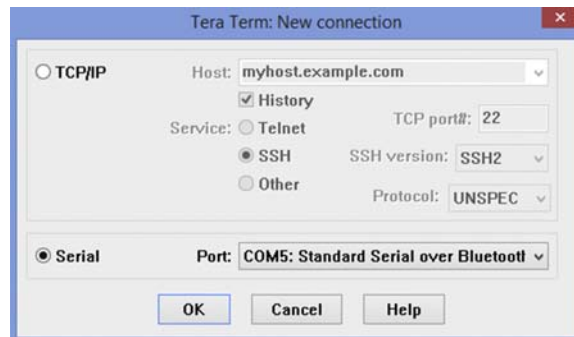 Tera Term: New connection
TCP/IP
Host: myhost.example.com
History
Service: Telnet
TCP port#: 22
SSH
SSH version: SSH2
Other
Protocol: UNSPEC
Serial
Port: COM5: Standard Serial over Bluetootl
OK
Cancel
Help